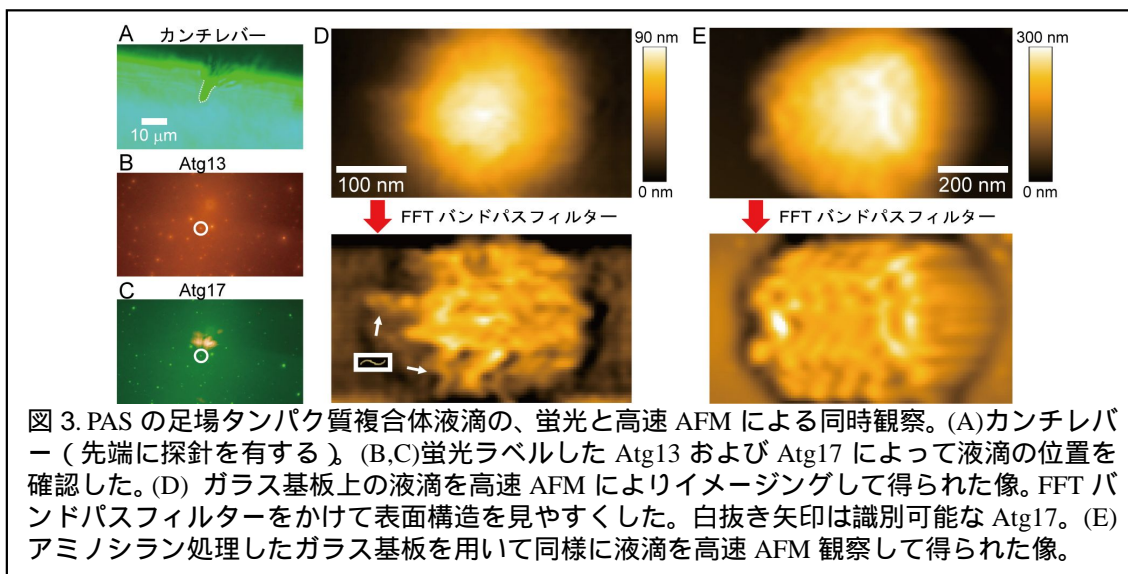 A カンチレバー
10 μm
B Atg13
C Atg17
D
90 nm
0 nm
100 nm
FFT バンドパスフィルター
E
300 nm
0 nm
200 nm
FFT バンドパスフィルター
図 3. PAS の足場タンパク質複合体液滴の、蛍光と高速 AFM による同時観察。(A)カンチレバ
ー（先端に探針を有する）。(B,C)蛍光ラベルした Atg13 および Atg17 によって液滴の位置を
確認した。(D) ガラス基板上の液滴を高速 AFM によりイメージングして得られた像。FFT バ
ンドパスフィルターをかけて表面構造を見やすくした。白抜き矢印は識別可能な Atg17。(E)
アミノシラン処理したガラス基板を用いて同様に液滴を高速 AFM 観察して得られた像。